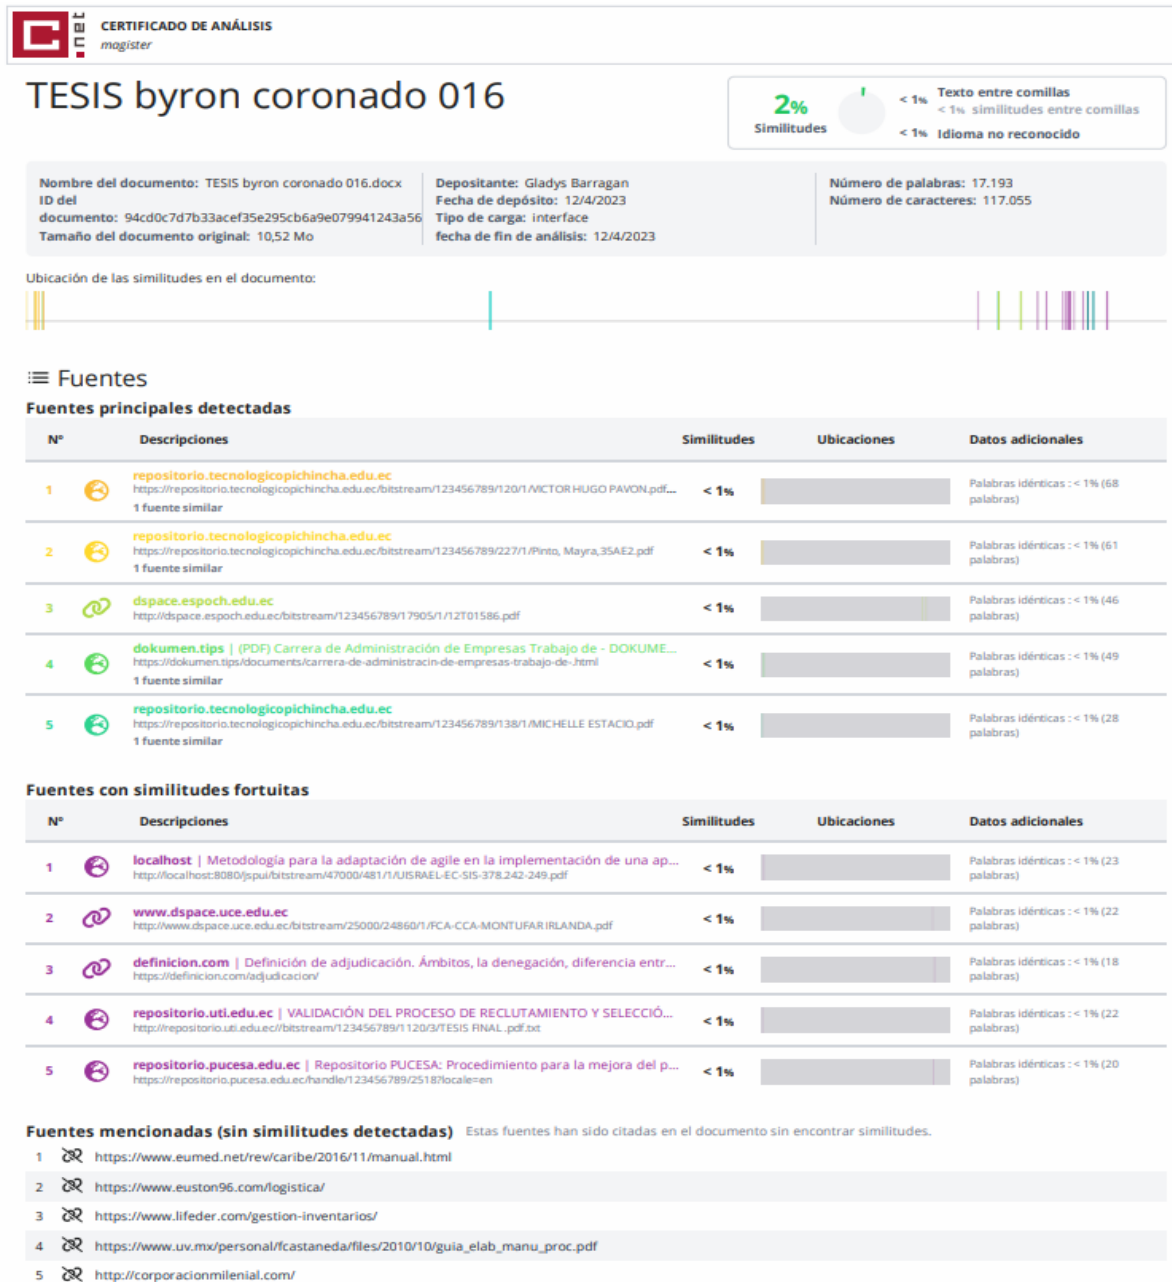 C
.net
CERTIFICADO DE ANÁLISIS
magister
TESIS byron coronado 016
2%
Similitudes
< 1% Texto entre comillas
< 1% similitudes entre comillas
< 1% Idioma no reconocido
Nombre del documento: TESIS byron coronado 016.docx
ID del
documento: 94cd0c7d7b33acef35e295cb6a9e079941243a56
Tamaño del documento original: 10,52 Mo
Depositante: Gladys Barragan
Fecha de depósito: 12/4/2023
Tipo de carga: interface
fecha de fin de análisis: 12/4/2023
Número de palabras: 17.193
Número de caracteres: 117.055
Ubicación de las similitudes en el documento:
Fuentes
Fuentes principales detectadas
N° Descripciones Similitudes Ubicaciones Datos adicionales
repositorio.tecnologicopichincha.edu.ec
1 https://repositorio.tecnologicopichincha.edu.ec/bitstream/123456789/120/1/VICTOR HUGO PAVON.pdf... < 1% Palabras idénticas : < 1% (68
palabras)
1 fuente similar
repositorio.tecnologicopichincha.edu.ec
2 https://repositorio.tecnologicopichincha.edu.ec/bitstream/123456789/227/1/Pinto, Mayra,35AE2.pdf < 1% Palabras idénticas : < 1% (61
palabras)
1 fuente similar
dspace.espoch.edu.ec
3 http://dspace.espoch.edu.ec/bitstream/123456789/17905/1/12T01586.pdf < 1% Palabras idénticas : < 1% (46
palabras)
dokumen.tips | (PDF) Carrera de Administración de Empresas Trabajo de - DOKUME...
4 https://dokumen.tips/documents/carrera-de-administracin-de-empresas-trabajo-de-.html < 1% Palabras idénticas : < 1% (49
palabras)
1 fuente similar
repositorio.tecnologicopichincha.edu.ec
5 https://repositorio.tecnologicopichincha.edu.ec/bitstream/123456789/138/1/MICHELLE ESTACIO.pdf < 1% Palabras idénticas : < 1% (28
palabras)
1 fuente similar
Fuentes con similitudes fortuitas
N° Descripciones Similitudes Ubicaciones Datos adicionales
localhost | Metodología para la adaptación de agile en la implementación de una ap...
1 http://localhost:8080/jspui/bitstream/47000/481/1/UISRAEL-EC-SIS-378.242-249.pdf < 1% Palabras idénticas : < 1% (23
palabras)
www.dspace.uce.edu.ec
2 http://www.dspace.uce.edu.ec/bitstream/25000/24860/1/FCA-CCA-MONTUFAR IRLANDA.pdf < 1% Palabras idénticas : < 1% (22
palabras)
definicion.com | Definición de adjudicación. Ámbitos, la denegación, diferencia entr...
3 https://definicion.com/adjudicacion/ < 1% Palabras idénticas : < 1% (18
palabras)
repositorio.uti.edu.ec | VALIDACIÓN DEL PROCESO DE RECLUTAMIENTO Y SELECCIÓ...
4 http://repositorio.uti.edu.ec//bitstream/123456789/1120/3/TESIS FINAL .pdf.txt < 1% Palabras idénticas : < 1% (22
palabras)
repositorio.pucesa.edu.ec | Repositorio PUCESA: Procedimiento para la mejora del p...
5 https://repositorio.pucesa.edu.ec/handle/123456789/2518?locale=en < 1% Palabras idénticas : < 1% (20
palabras)
Fuentes mencionadas (sin similitudes detectadas) Estas fuentes han sido citadas en el documento sin encontrar similitudes.
1 https://www.eumed.net/rev/caribe/2016/11/manual.html
2 https://www.euston96.com/logistica/
3 https://www.lifeder.com/gestion-inventarios/
4 https://www.uv.mx/personal/fcastaneda/files/2010/10/guia_elab_manu_proc.pdf
5 http://corporacionmilenial.com/